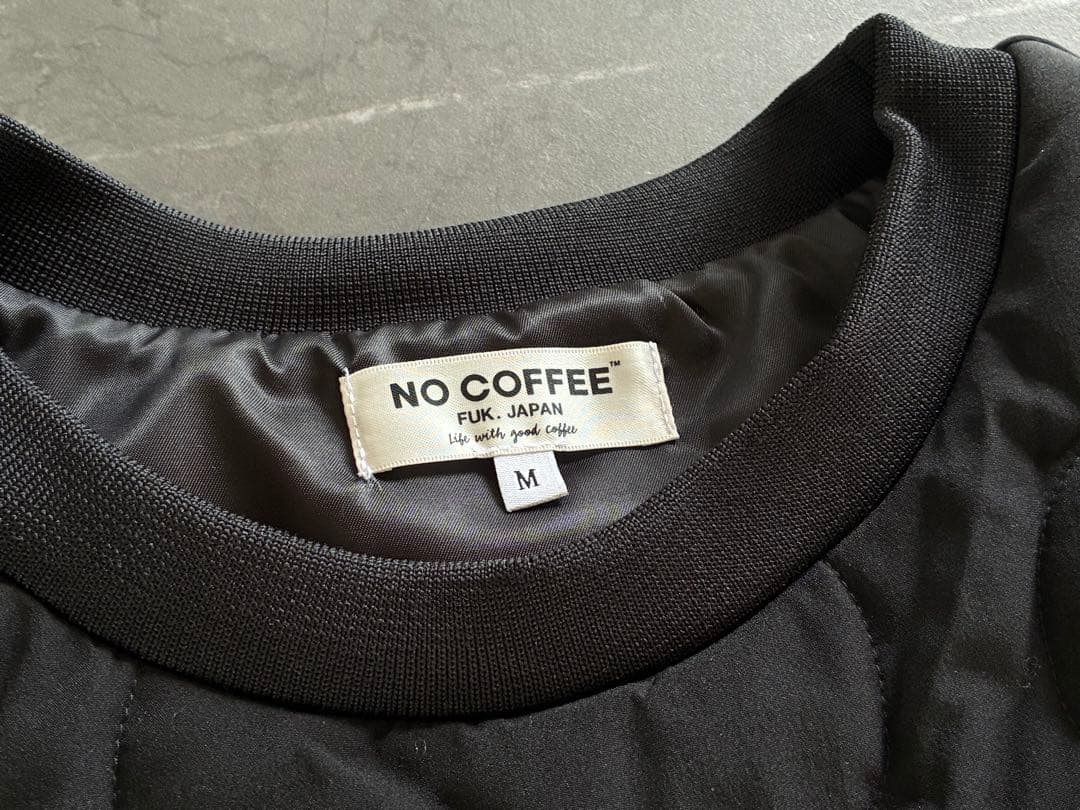 NO COFFEE™
FUK. JAPAN
Life with good coffee
M